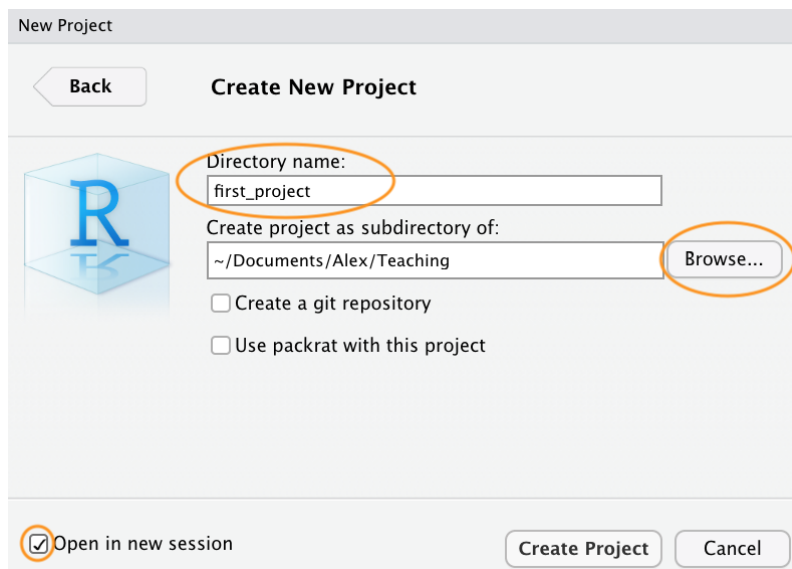 New Project
Back
Create New Project
R
Directory name:
first_project
Create project as subdirectory of:
~/Documents/Alex/Teaching
Browse...
Create a git repository
Use packrat with this project
Open in new session
Create Project
Cancel